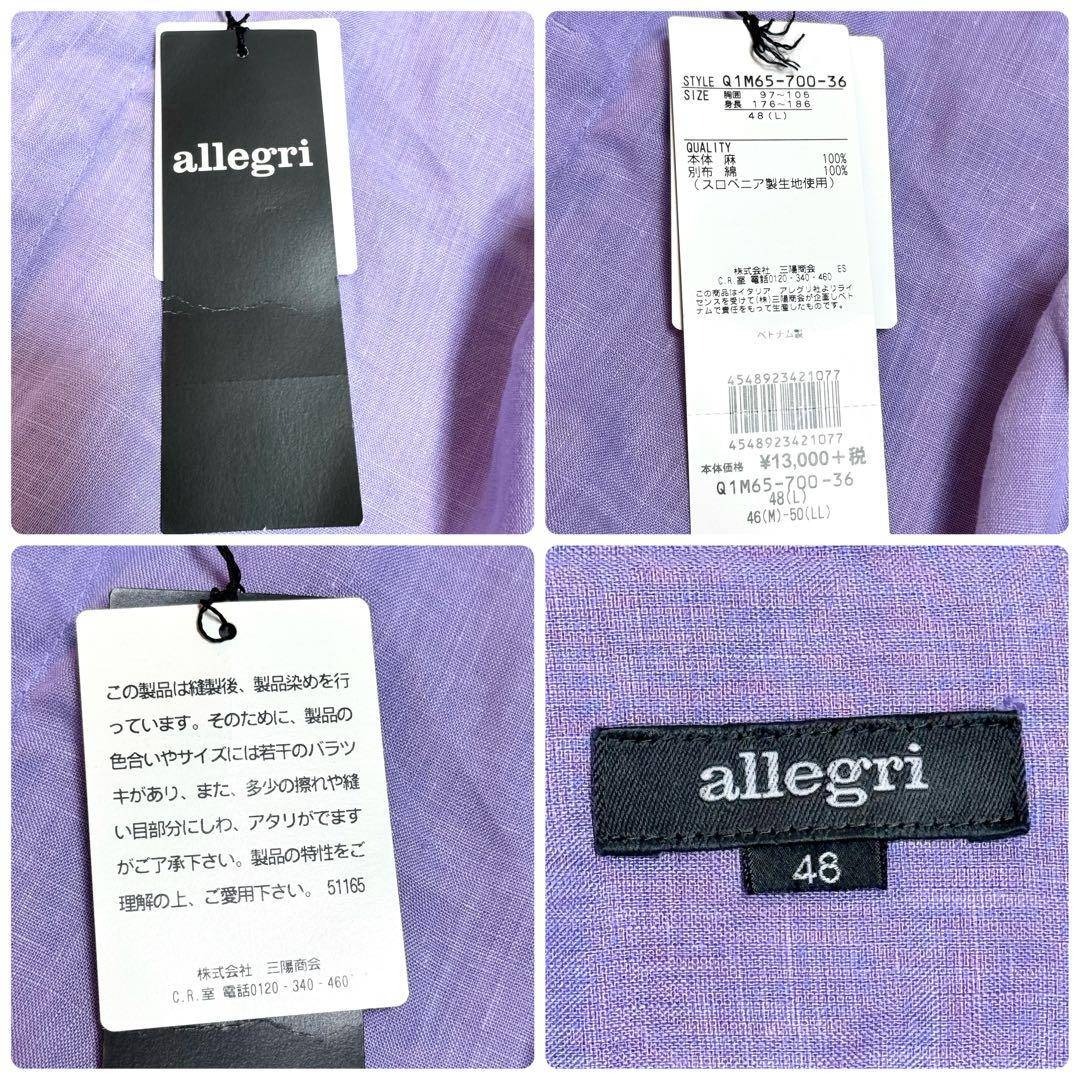 allegri
STYLE Q1M65-700-36
SIZE 胸囲 97~106
身長 176~186
48(L)
QUALITY
本体 麻 100%
別布 綿 100%
(スロベニア製生地使用)
株式会社 三陽商会 ES
C.R.室 電話0120-340-460
この商品はイタリア アレグリ社よりライ
センスを受けて(株)三陽商会が企画しベト
ナムで責任をもって生産したものです。
ベトナム製
4548923421077
4548923421077
本体価格 ¥13,000+税
Q1M65-700-36
48(L)
46(M)-50(LL)
この製品は縫製後、製品染めを行
っています。そのために、製品の
色合いやサイズには若干のバラツ
キがあり、また、多少の擦れや縫
い目部分にしわ、アタリがでます
がご了承下さい。製品の特性をご
理解の上、ご愛用下さい。 51165
株式会社 三陽商会
C.R.室 電話0120-340-460
allegri
48